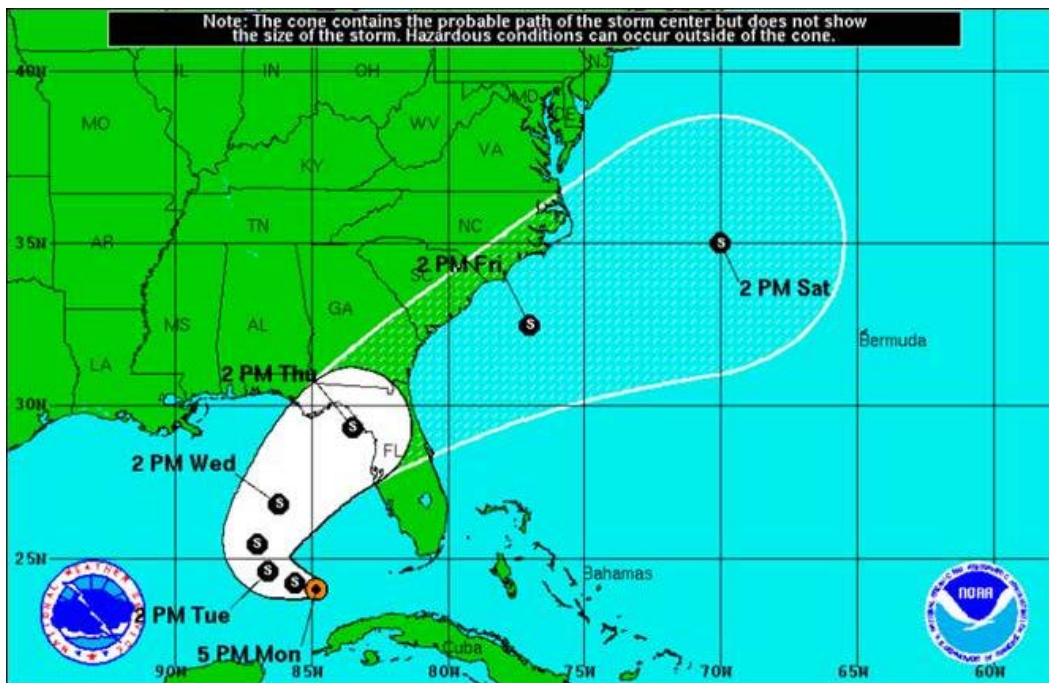 Note: The cone contains the probable path of the storm center but does not show
the size of the storm. Hazardous conditions can occur outside of the cone.
40N
IL
IN
OH
NJ
MO
WV
MD
DE
KY
VA
TN
NC
AR
35N
SC
2 PM Fri
S
2 PM Sat
MS
AL
GA
S
Bermuda
LA
2 PM Thu
30N
S
FL
2 PM Wed
S
S
25N
S
S
Bahamas
NATIONAL WEATHER SERVICE
NOAA
2 PM Tue
5 PM Mon
Cuba
90N
85N
80N
75N
70N
65N
60N